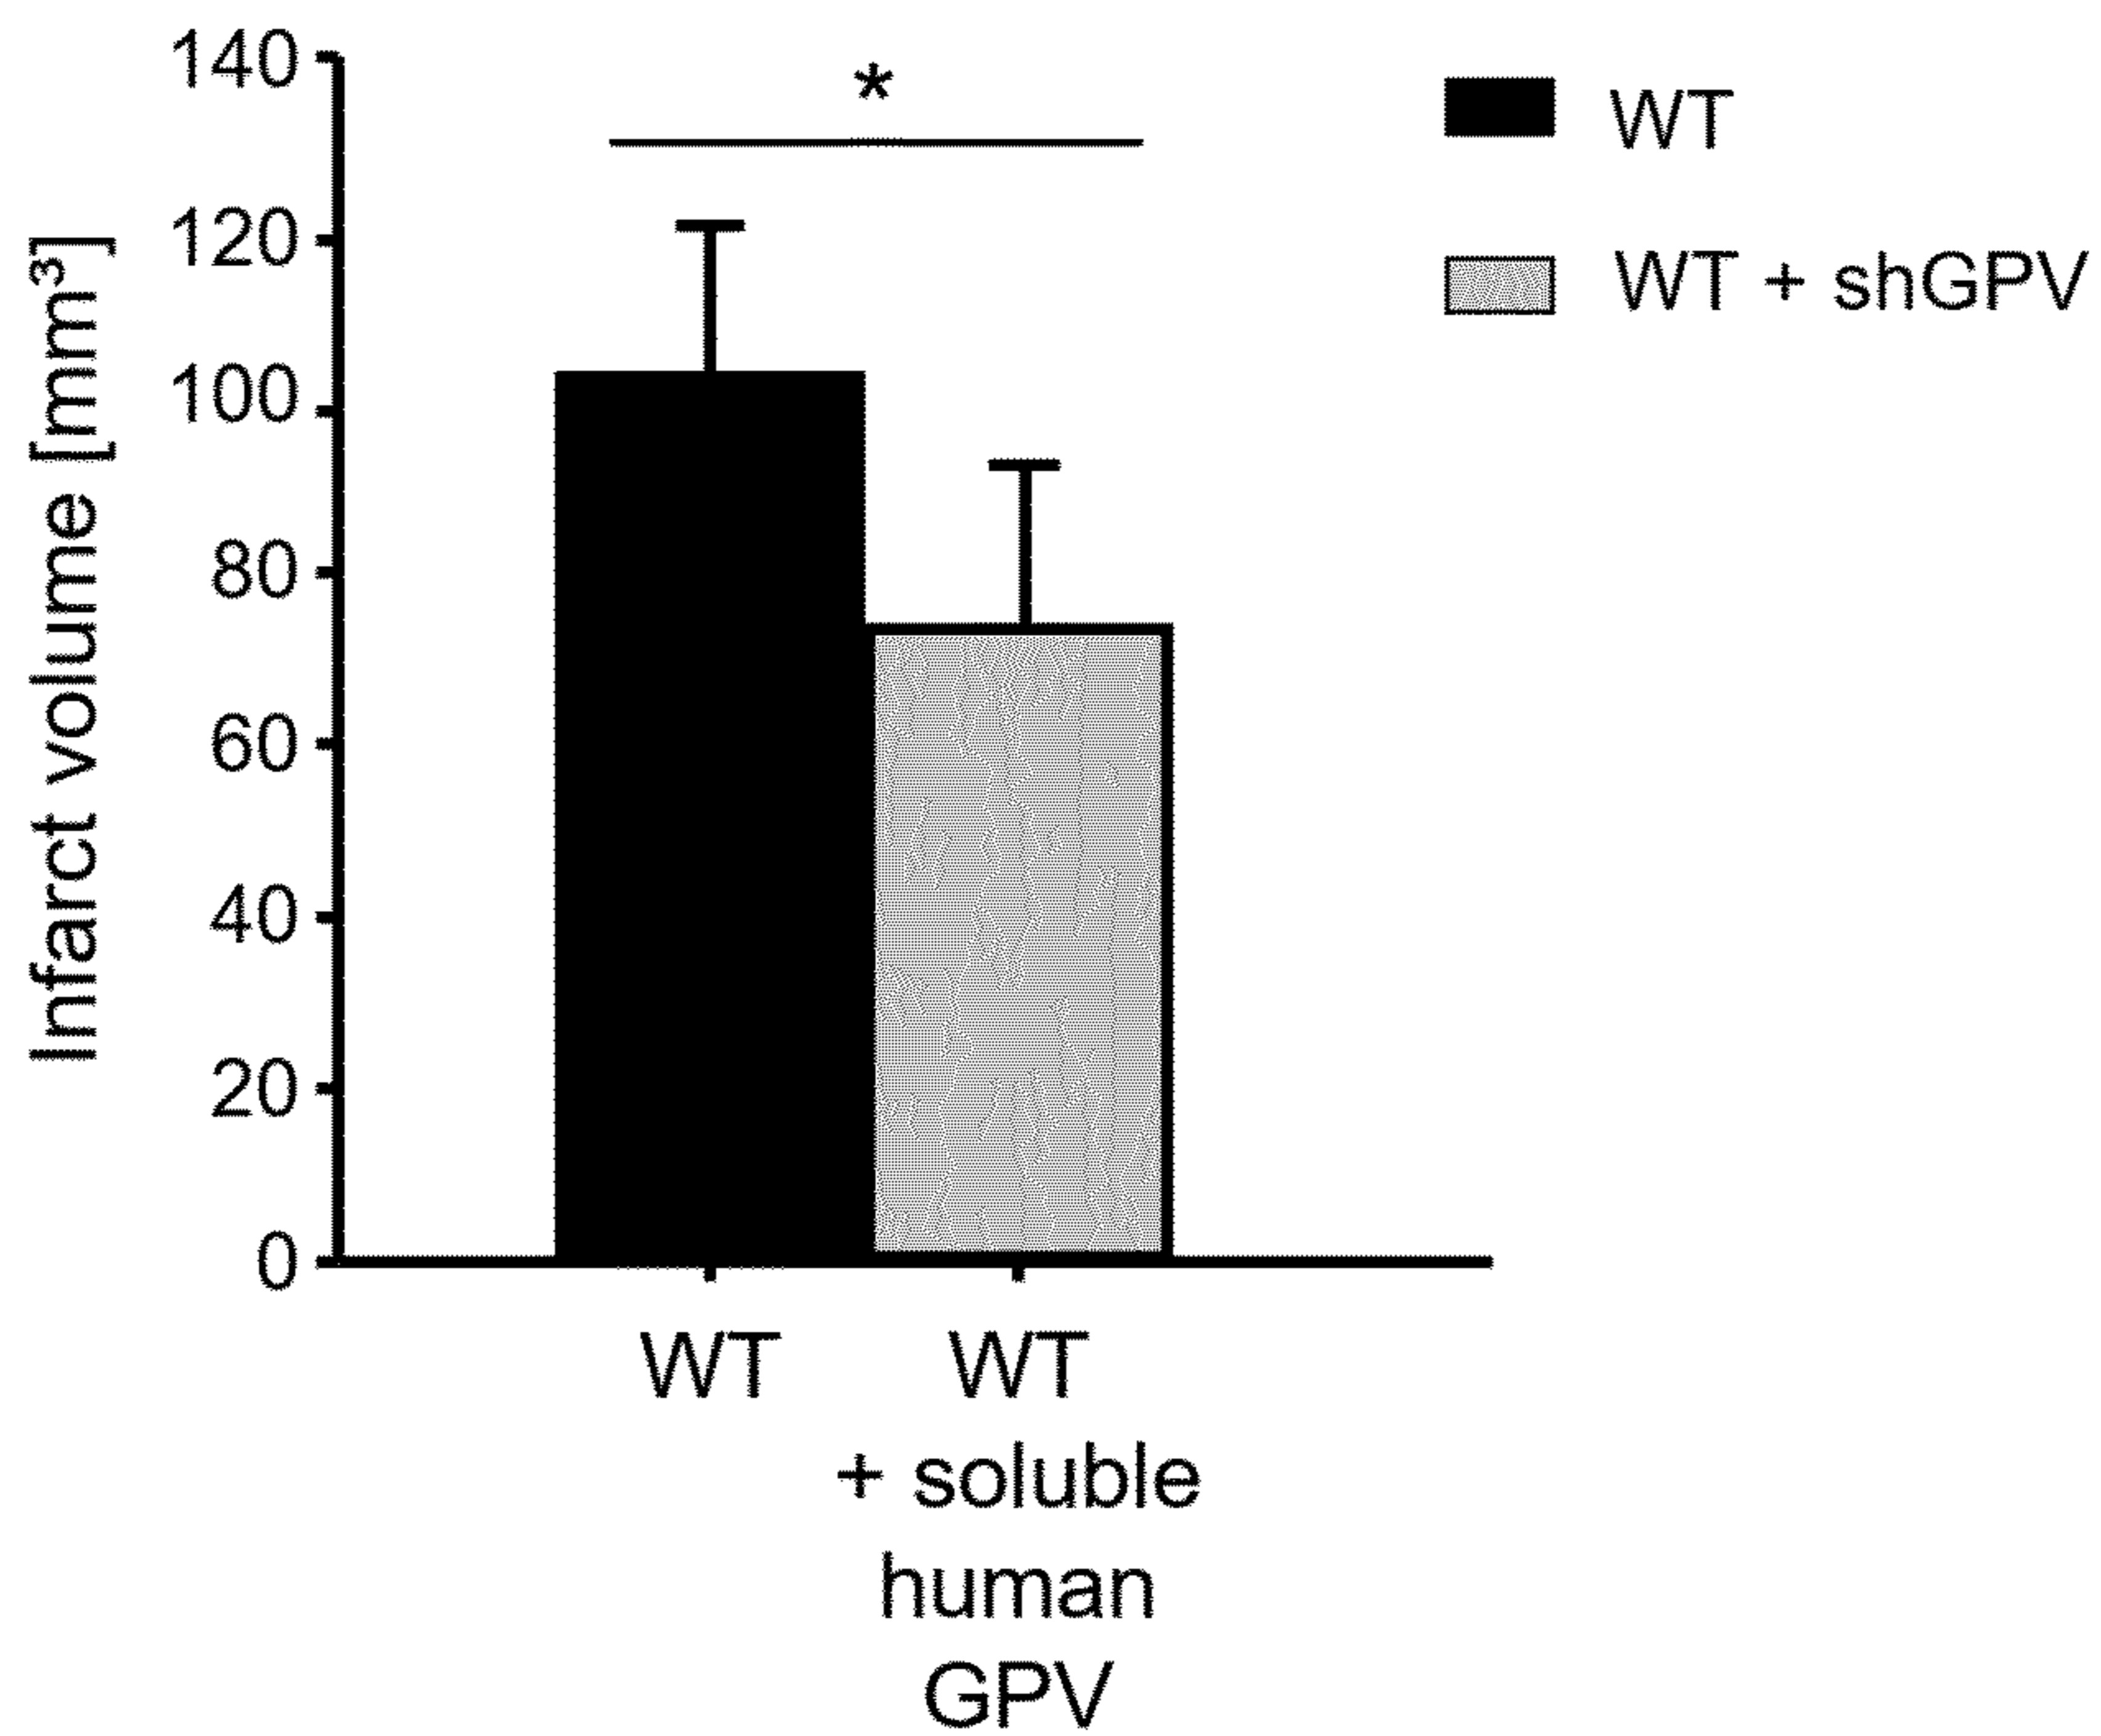 140
120
100
80
60
40
20
0
Infarct volume [mm³]
*
WT
WT + shGPV
WT
WT
+ soluble
human
GPV